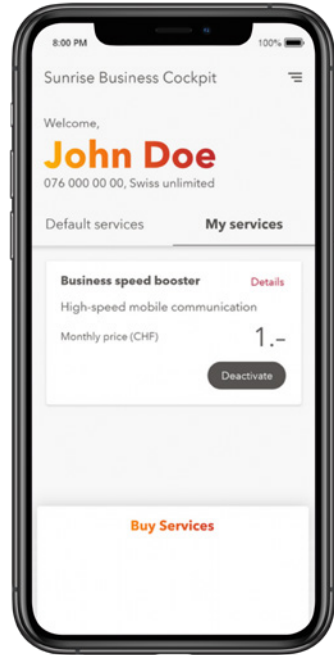 8:00 PM 100%
Sunrise Business Cockpit
Welcome,
John Doe
076 000 00 00, Swiss unlimited
Default services My services
Business speed booster Details
High-speed mobile communication
Monthly price (CHF) 1.–
Deactivate
Buy Services